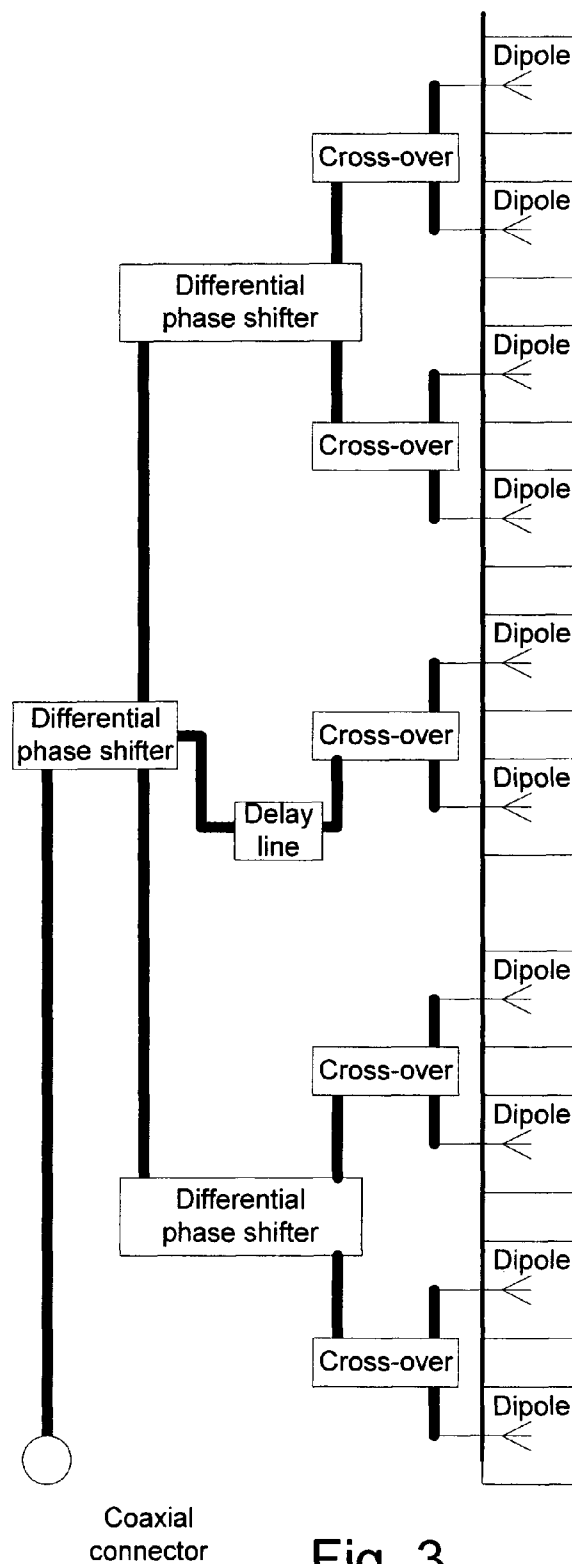 Dipole
Cross-over
Dipole
Differential
phase shifter
Dipole
Cross-over
Dipole
Dipole
Differential
phase shifter
Cross-over
Dipole
Delay
line
Dipole
Cross-over
Dipole
Differential
phase shifter
Dipole
Cross-over
Dipole
Coaxial
connector
Fig. 3